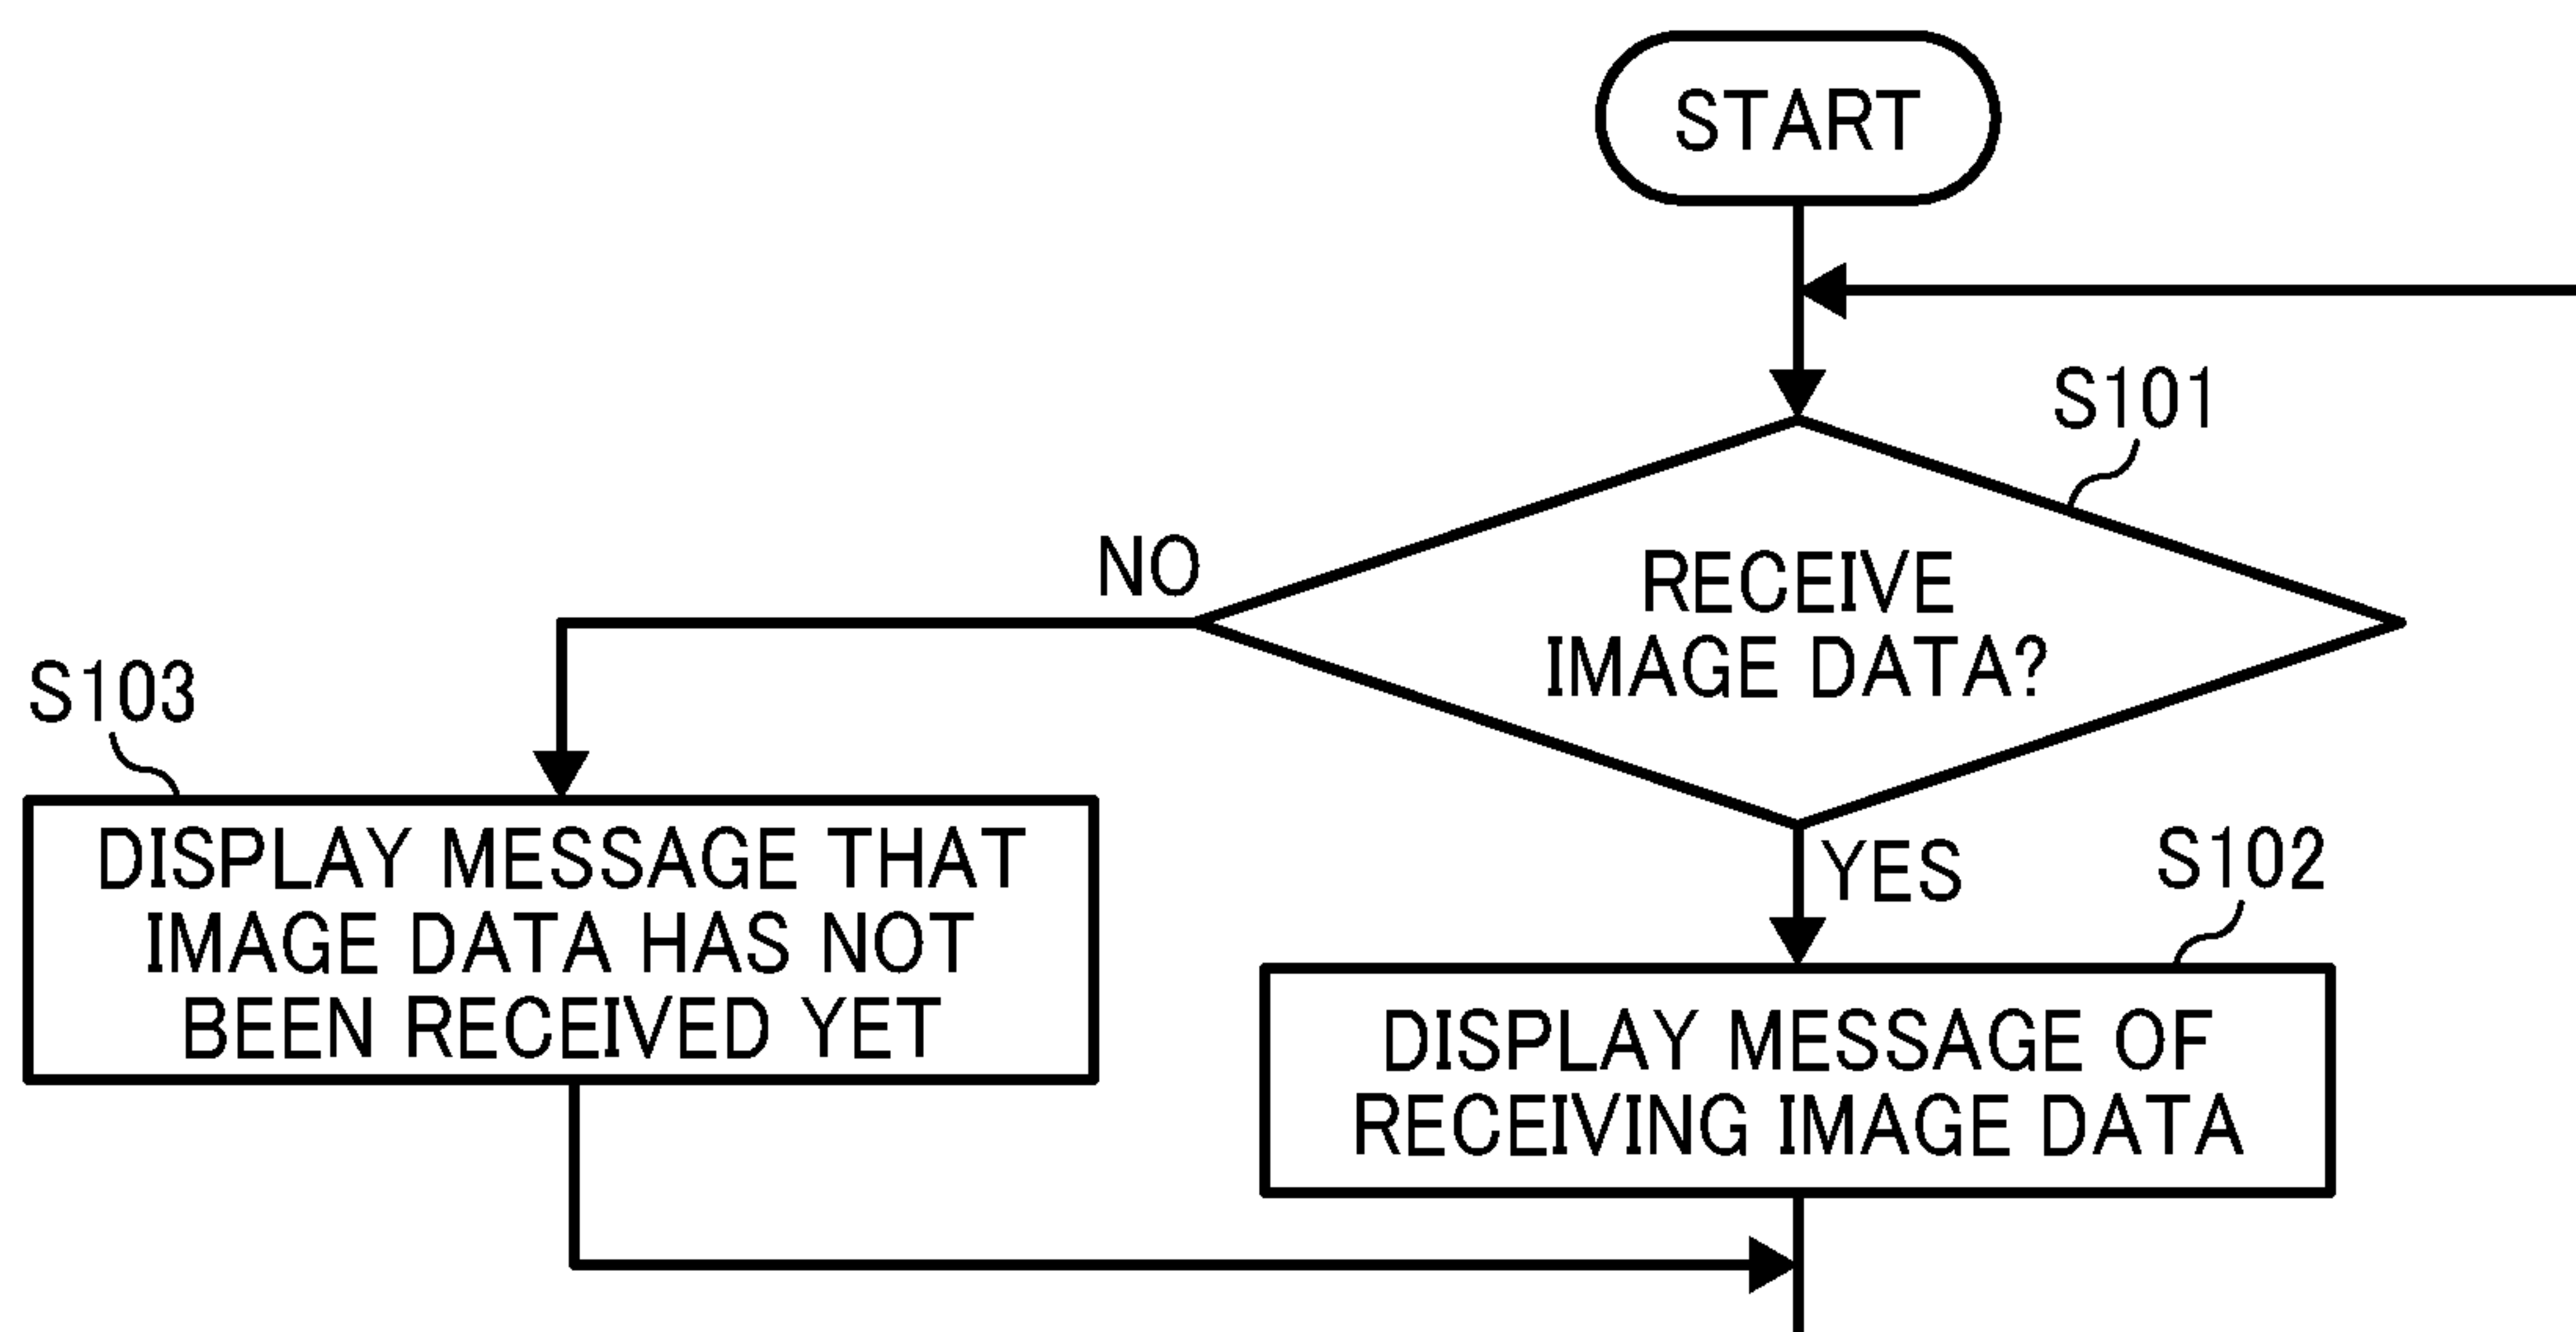 START
S101
RECEIVE
IMAGE DATA?
NO
YES
S103
DISPLAY MESSAGE THAT
IMAGE DATA HAS NOT
BEEN RECEIVED YET
S102
DISPLAY MESSAGE OF
RECEIVING IMAGE DATA